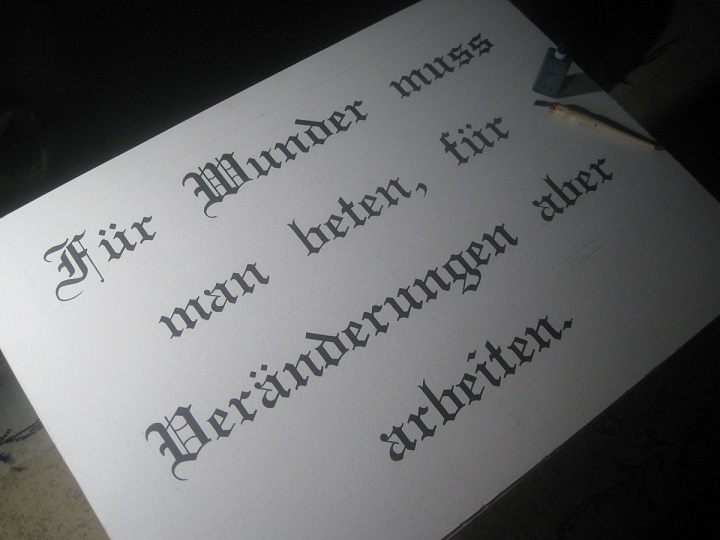 Für Wunder muss
man beten, für
Veränderungen aber
arbeiten.